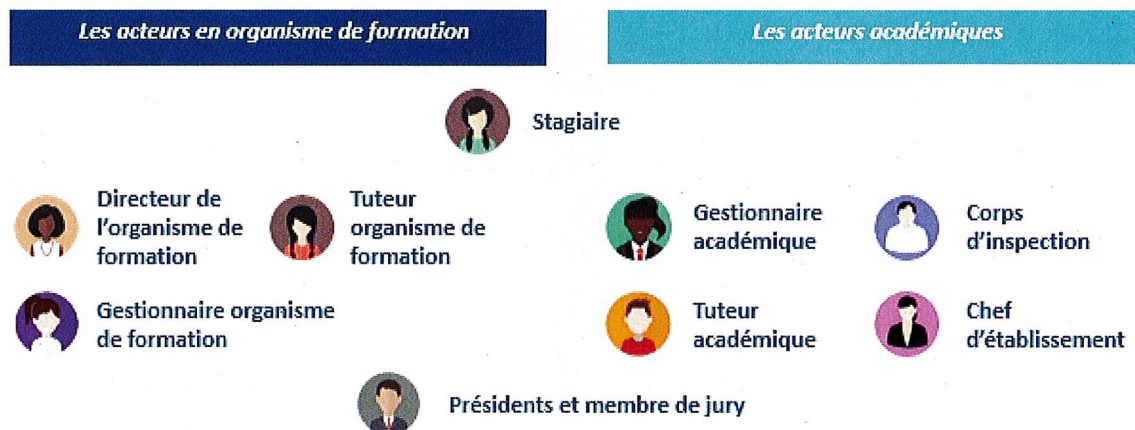 Les acteurs en organisme de formation
Les acteurs académiques
Stagiaire
Directeur de
l'organisme de
formation
Tuteur
organisme de
formation
Gestionnaire
académique
Corps
d'inspection
Gestionnaire organisme
de formation
Tuteur
académique
Chef
d'établissement
Présidents et membre de jury